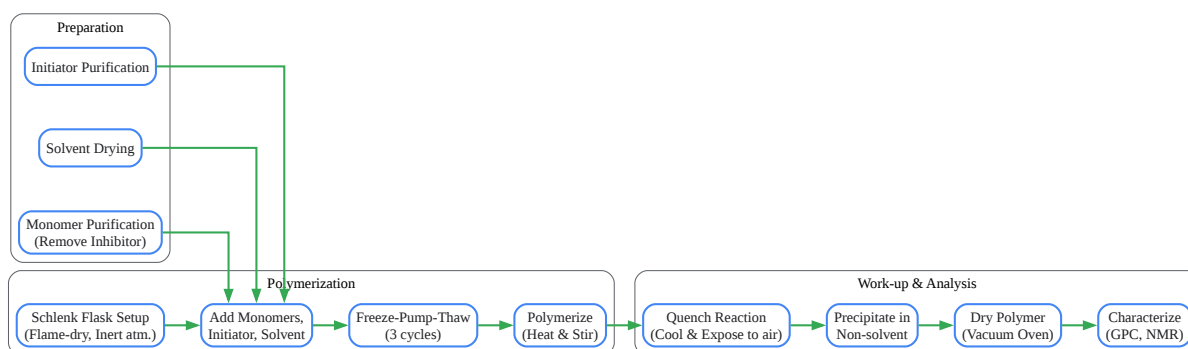 Preparation
Initiator Purification
Solvent Drying
Monomer Purification
(Remove Inhibitor)
Polymerization
Schlenk Flask Setup
(Flame-dry, Inert atm.)
Add Monomers,
Initiator, Solvent
Freeze-Pump-Thaw
(3 cycles)
Polymerize
(Heat & Stir)
Work-up & Analysis
Quench Reaction
(Cool & Expose to air)
Precipitate in
Non-solvent
Dry Polymer
(Vacuum Oven)
Characterize
(GPC, NMR)